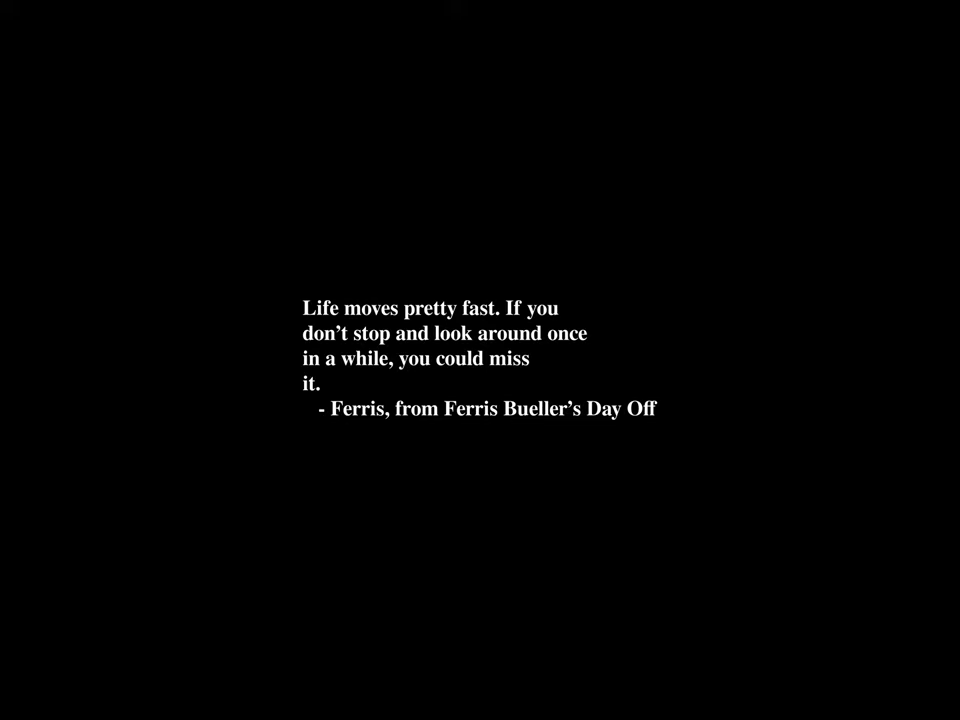 Life moves pretty fast. If you
don’t stop and look around once
in a while, you could miss
it.
- Ferris, from Ferris Bueller’s Day Off